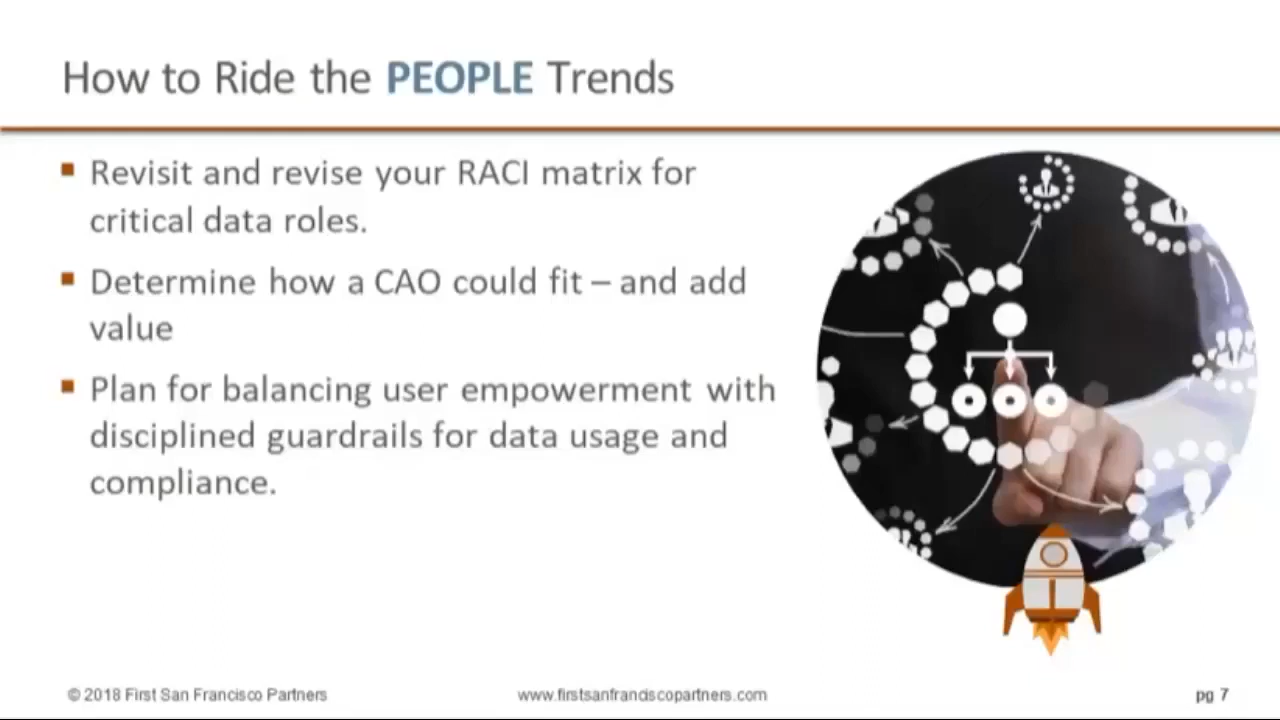 How to Ride the PEOPLE Trends
▪ Revisit and revise your RACI matrix for
critical data roles.
▪ Determine how a CAO could fit – and add
value
▪ Plan for balancing user empowerment with
disciplined guardrails for data usage and
compliance.
© 2018 First San Francisco Partners
www.firstsanfranciscopartners.com
pg 7